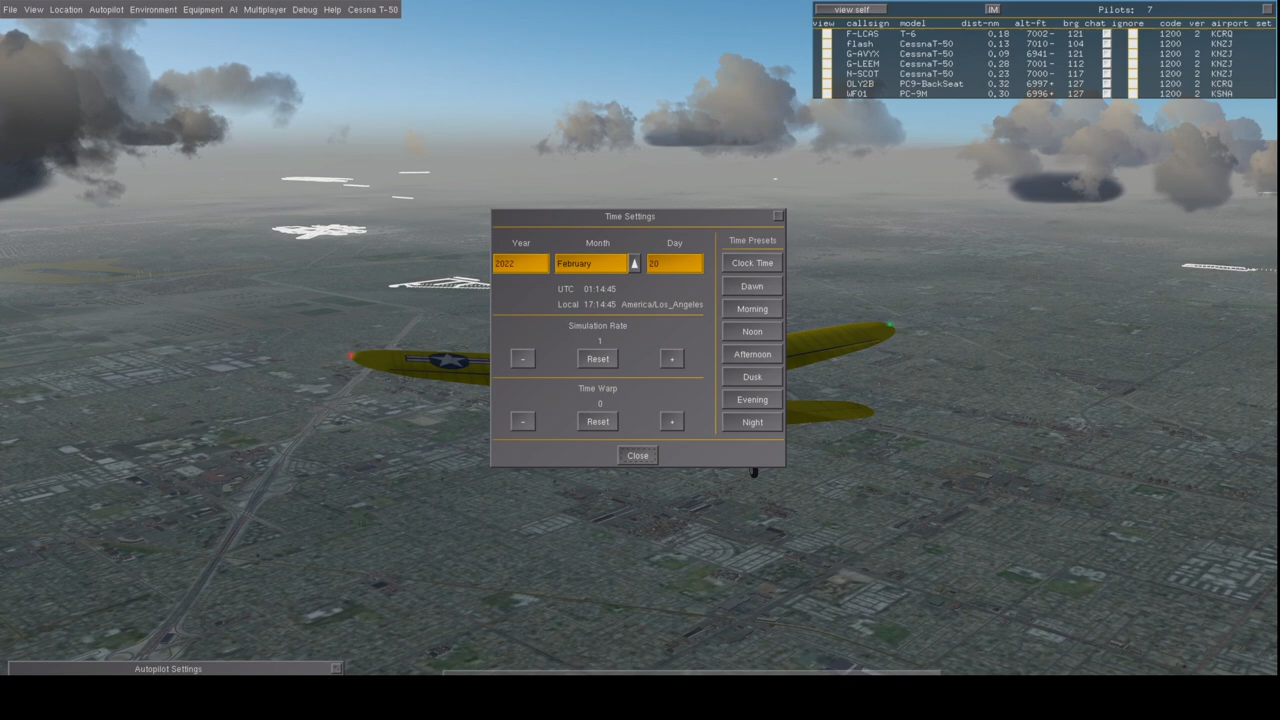 File View Location Autopilot Environment Equipment AI Multiplayer Debug Help Cessna T-50
view self IM Pilots: 7
view callsign model dist-nm alt-ft brg chat ignore code ver airport set
F-LCAS T-6 0.18 7002- 121 1200 2 KCRQ
flash CessnaT-50 0.13 7010- 104 1200 KNZJ
G-AVYX CessnaT-50 0.09 6941- 121 1200 2 KNZJ
G-LEEM CessnaT-50 0.28 7001- 112 1200 2 KNZJ
N-SCOT CessnaT-50 0.23 7000- 117 1200 2 KNZJ
OLY2B PC9-BackSeat 0.32 6997+ 127 1200 2 KCRQ
WF01 PC-9M 0.30 6996+ 127 1200 2 KSNA
Time Settings
Year Month Day
2022 February 20
UTC 01:14:45
Local 17:14:45 America/Los_Angeles
Simulation Rate
1
- Reset +
Time Warp
0
- Reset +
Time Presets
Clock Time
Dawn
Morning
Noon
Afternoon
Dusk
Evening
Night
Close
Autopilot Settings